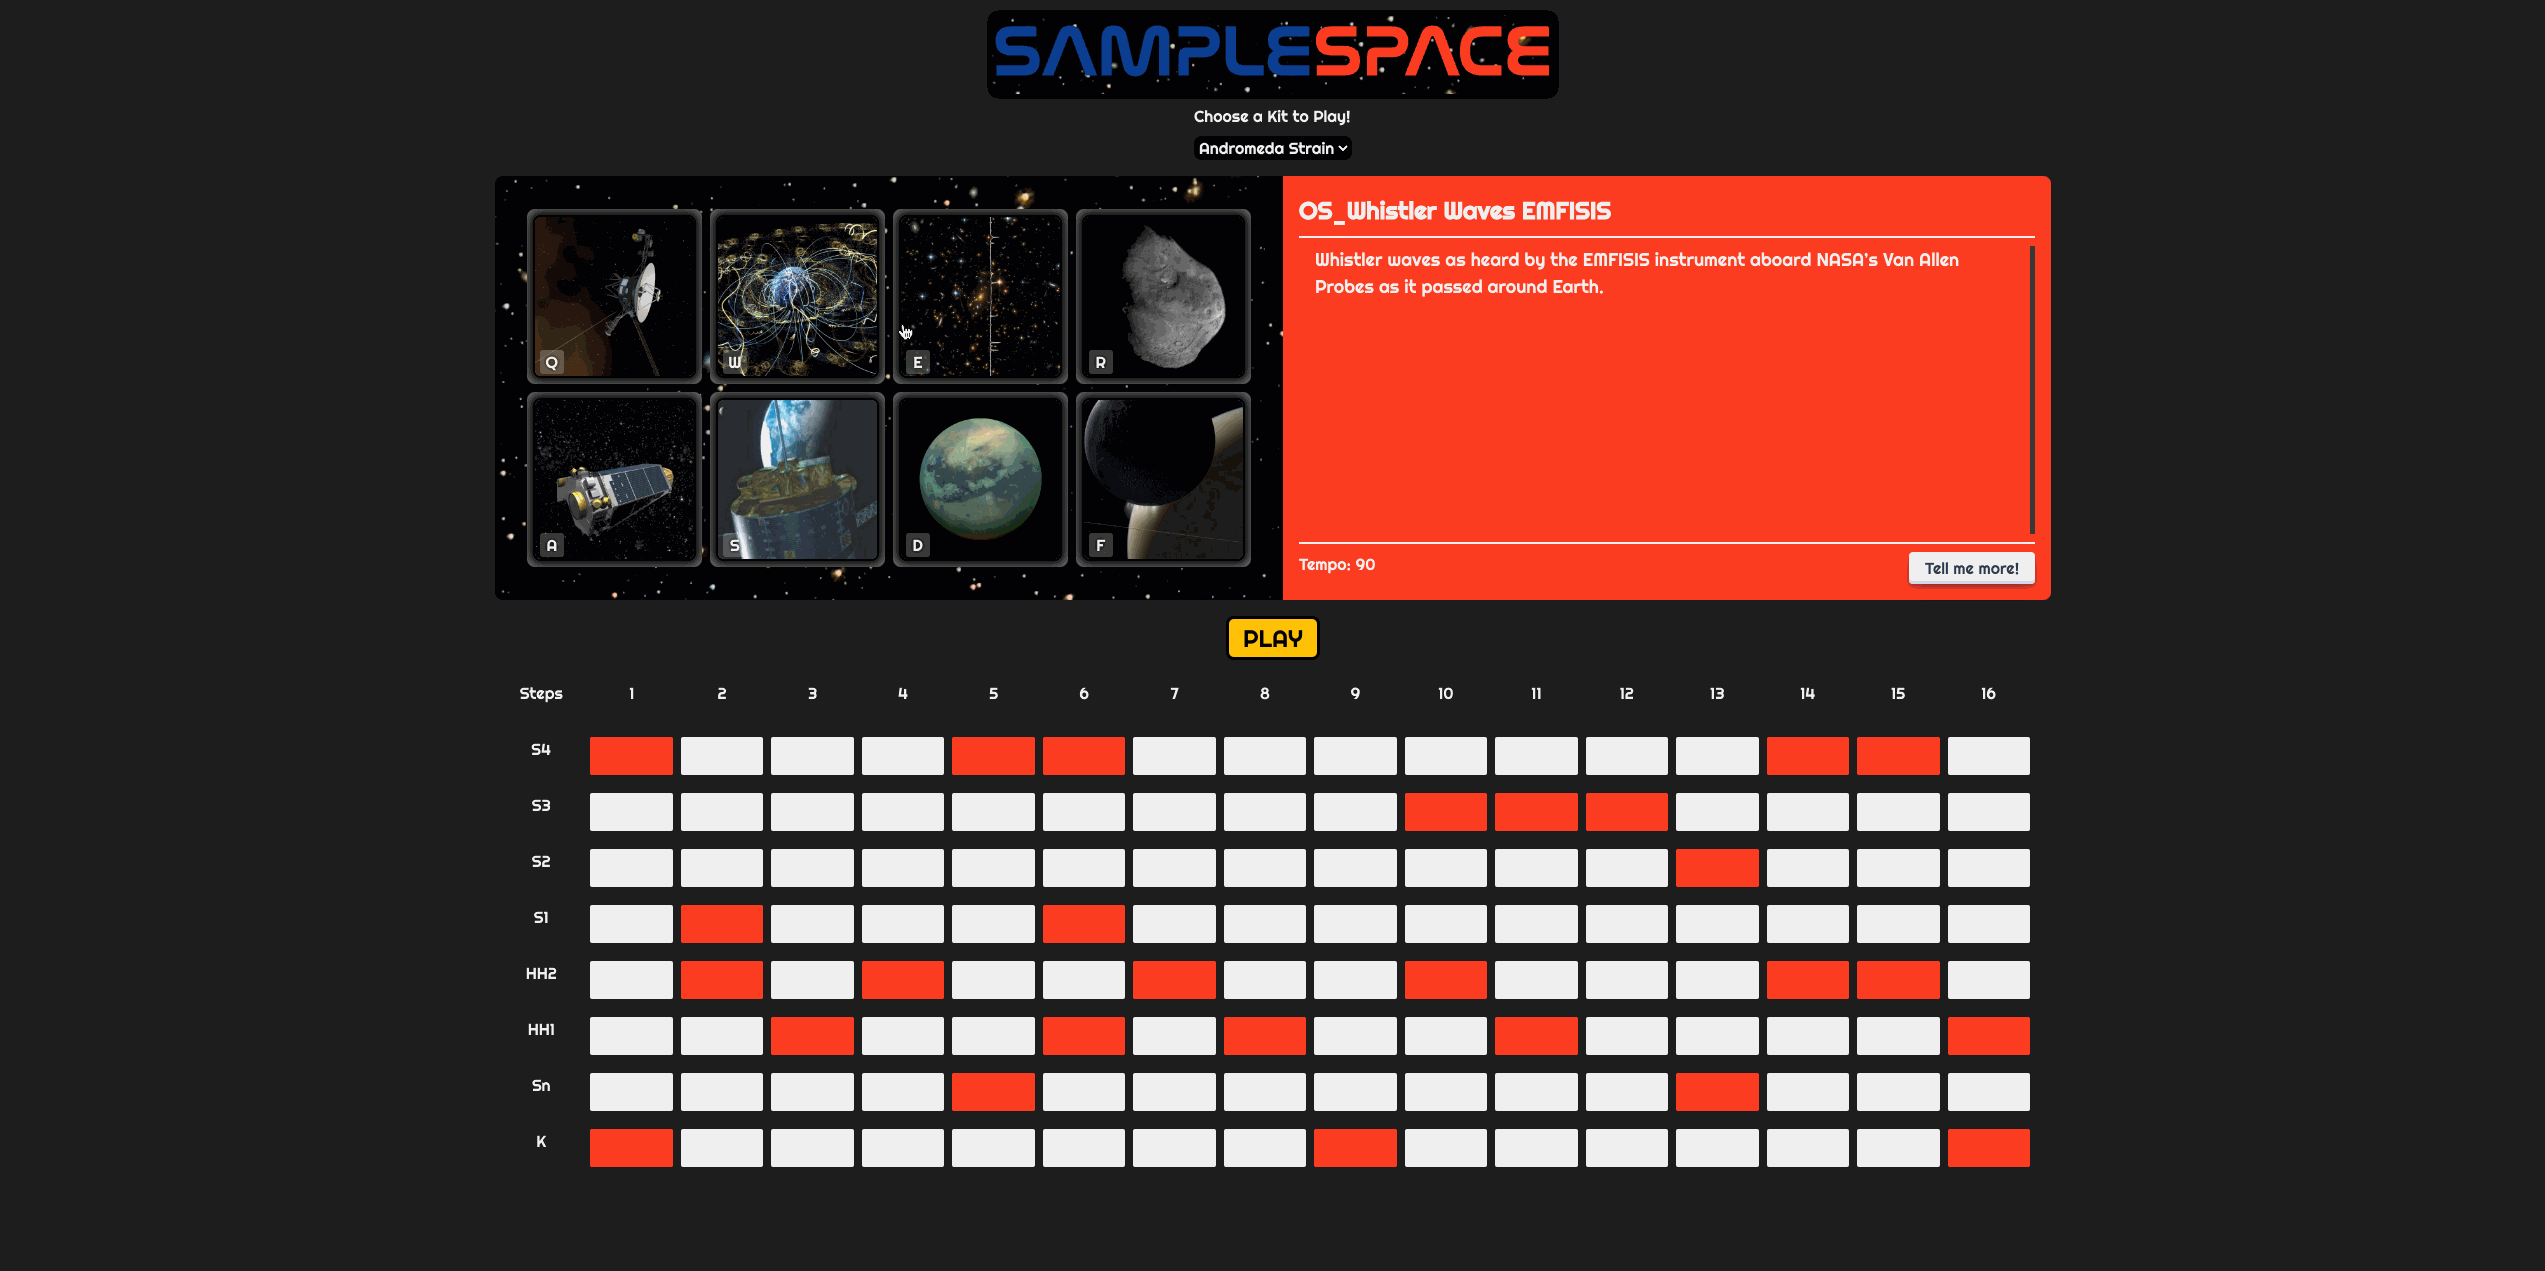 SAMPLESPACE
Choose a Kit to Play!
Andromeda Strain
Q
W
E
R
A
S
D
F
OS_Whistler Waves EMFISIS
Whistler waves as heard by the EMFISIS instrument aboard NASA's Van Allen
Probes as it passed around Earth.
Tempo: 90
Tell me more!
PLAY
Steps 1 2 3 4 5 6 7 8 9 10 11 12 13 14 15 16
S4
S3
S2
S1
HH2
HH1
Sn
K